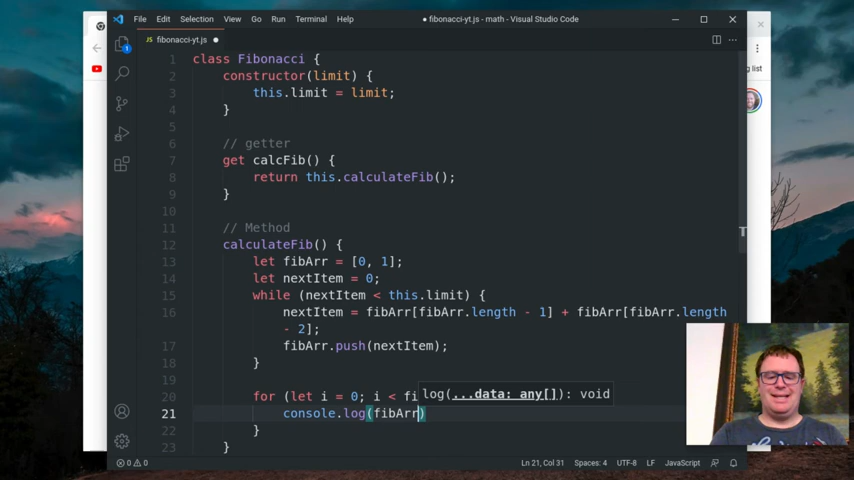 File Edit Selection View Go Run Terminal Help
● fibonacci-yt.js - math - Visual Studio Code
JS fibonacci-yt.js ●
1 class Fibonacci {
2 constructor(limit) {
3 this.limit = limit;
4 }
5
6 // getter
7 get calcFib() {
8 return this.calculateFib();
9 }
10
11 // Method
12 calculateFib() {
13 let fibArr = [0, 1];
14 let nextItem = 0;
15 while (nextItem < this.limit) {
16 nextItem = fibArr[fibArr.length - 1] + fibArr[fibArr.length
- 2];
17 fibArr.push(nextItem);
18 }
19
20 for (let i = 0; i < fi
log(...data: any[]): void
21 console.log(fibArr)
22 }
23 }
1
g list
0 0
Ln 21, Col 31 Spaces: 4 UTF-8 LF JavaScript